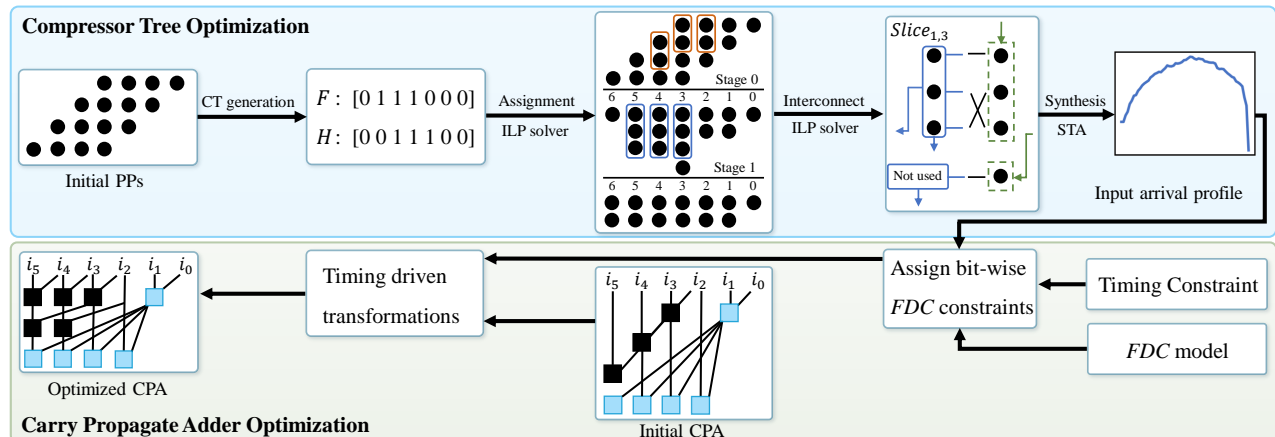 Compressor Tree Optimization
Initial PPs
CT generation
F: [0 1 1 1 0 0 0]
H: [0 0 1 1 1 0 0]
Assignment
ILP solver
Stage 0
6 5 4 3 2 1 0
Stage 1
6 5 4 3 2 1 0
Interconnect
ILP solver
Slice₁,₃
Not used
Synthesis
STA
Input arrival profile
i₅ i₄ i₃ i₂ i₁ i₀
Optimized CPA
Timing driven
transformations
i₅ i₄ i₃ i₂ i₁ i₀
Initial CPA
Assign bit-wise
FDC constraints
Timing Constraint
FDC model
Carry Propagate Adder Optimization